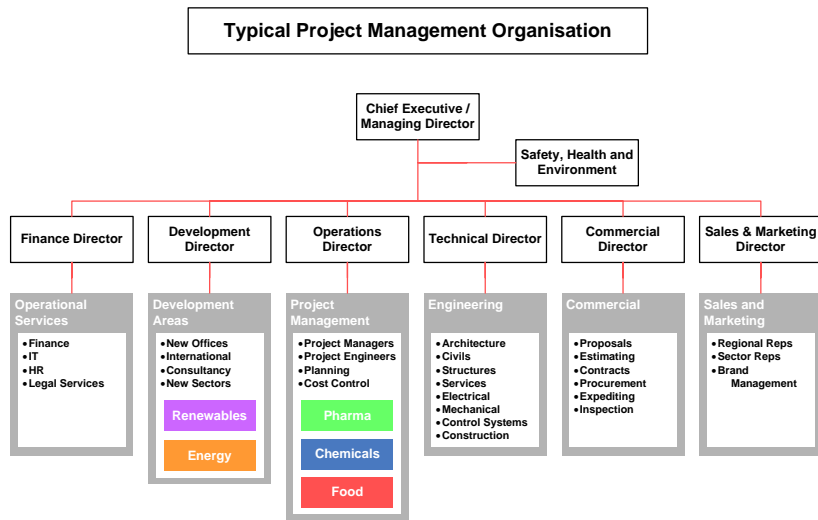 Typical Project Management Organisation
Chief Executive /
Managing Director
Safety, Health and
Environment
Finance Director
Development
Director
Operations
Director
Technical Director
Commercial
Director
Sales & Marketing
Director
Operational
Services
•Finance
•IT
•HR
•Legal Services
Development
Areas
•New Offices
•International
•Consultancy
•New Sectors
Renewables
Energy
Project
Management
•Project Managers
•Project Engineers
•Planning
•Cost Control
Pharma
Chemicals
Food
Engineering
•Architecture
•Civils
•Structures
•Services
•Electrical
•Mechanical
•Control Systems
•Construction
Commercial
•Proposals
•Estimating
•Contracts
•Procurement
•Expediting
•Inspection
Sales and
Marketing
•Regional Reps
•Sector Reps
•Brand
Management